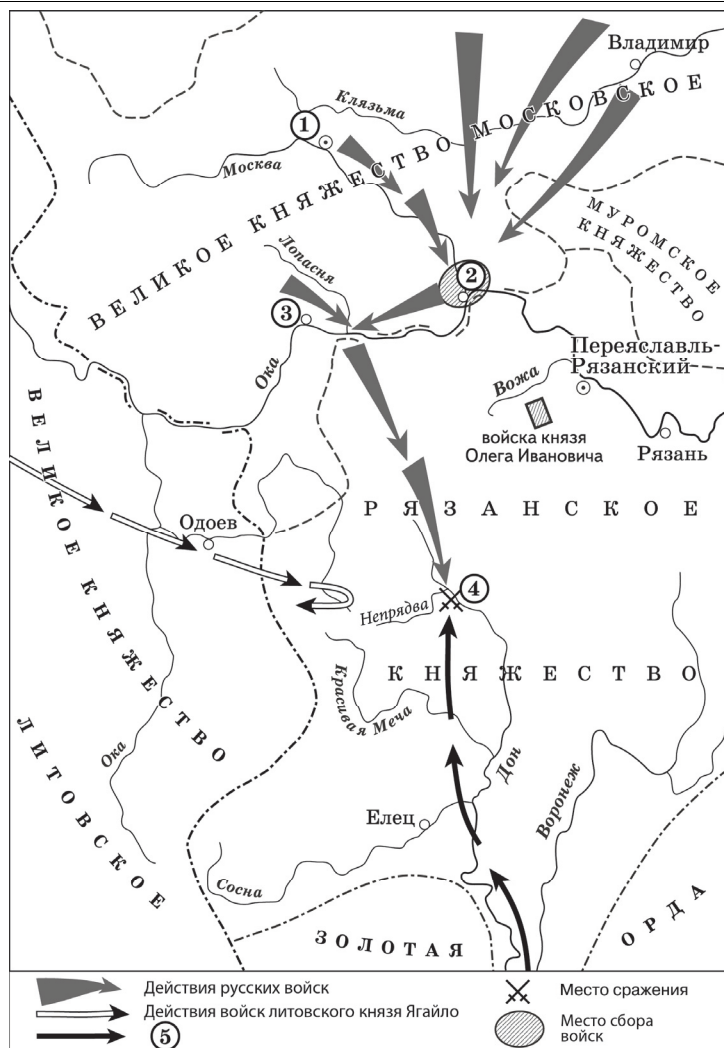 Владимир
Клязьма
1
Москва
ВЕЛИКОЕ КНЯЖЕСТВО МОСКОВСКОЕ
МУРОМСКОЕ
КНЯЖЕСТВО
Лопасня
2
3
Ока
Переяславль-
Рязанский
Вожа
войска князя
Олега Ивановича
Рязань
ВЕЛИКОЕ КНЯЖЕСТВО
ЛИТОВСКОЕ
Одоев
РЯЗАНСКОЕ
4
Непрядва
КНЯЖЕСТВО
Красивая Меча
Ока
Дон
Воронеж
Елец
Сосна
ЗОЛОТАЯ
ОРДА
Действия русских войск
Место сражения
Действия войск литовского князя Ягайло
Место сбора
войск
5